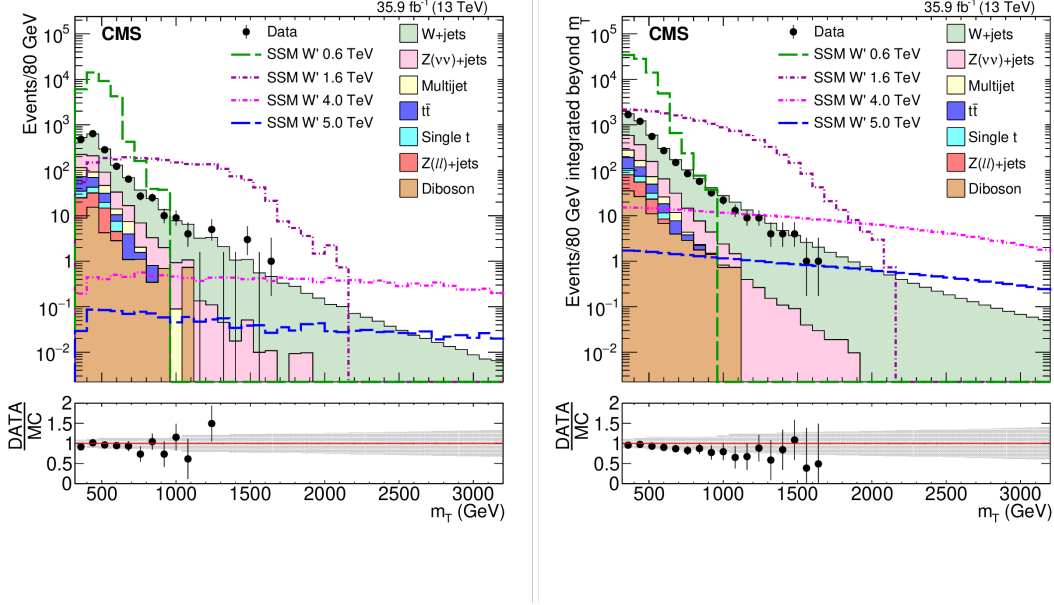 35.9 fb⁻¹ (13 TeV)
CMS
Data
SSM W' 0.6 TeV
SSM W' 1.6 TeV
SSM W' 4.0 TeV
SSM W' 5.0 TeV
W+jets
Z(νν)+jets
Multijet
tt̄
Single t
Z(ll)+jets
Diboson
Events/80 GeV
10⁵
10⁴
10³
10²
10
1
10⁻¹
10⁻²
DATA
MC
2
1.5
1
0.5
0
500 1000 1500 2000 2500 3000
m_T (GeV)
35.9 fb⁻¹ (13 TeV)
CMS
Data
SSM W' 0.6 TeV
SSM W' 1.6 TeV
SSM W' 4.0 TeV
SSM W' 5.0 TeV
W+jets
Z(νν)+jets
Multijet
tt̄
Single t
Z(ll)+jets
Diboson
Events/80 GeV integrated beyond m_T
10⁵
10⁴
10³
10²
10
1
10⁻¹
10⁻²
DATA
MC
2
1.5
1
0.5
0
500 1000 1500 2000 2500 3000
m_T (GeV)